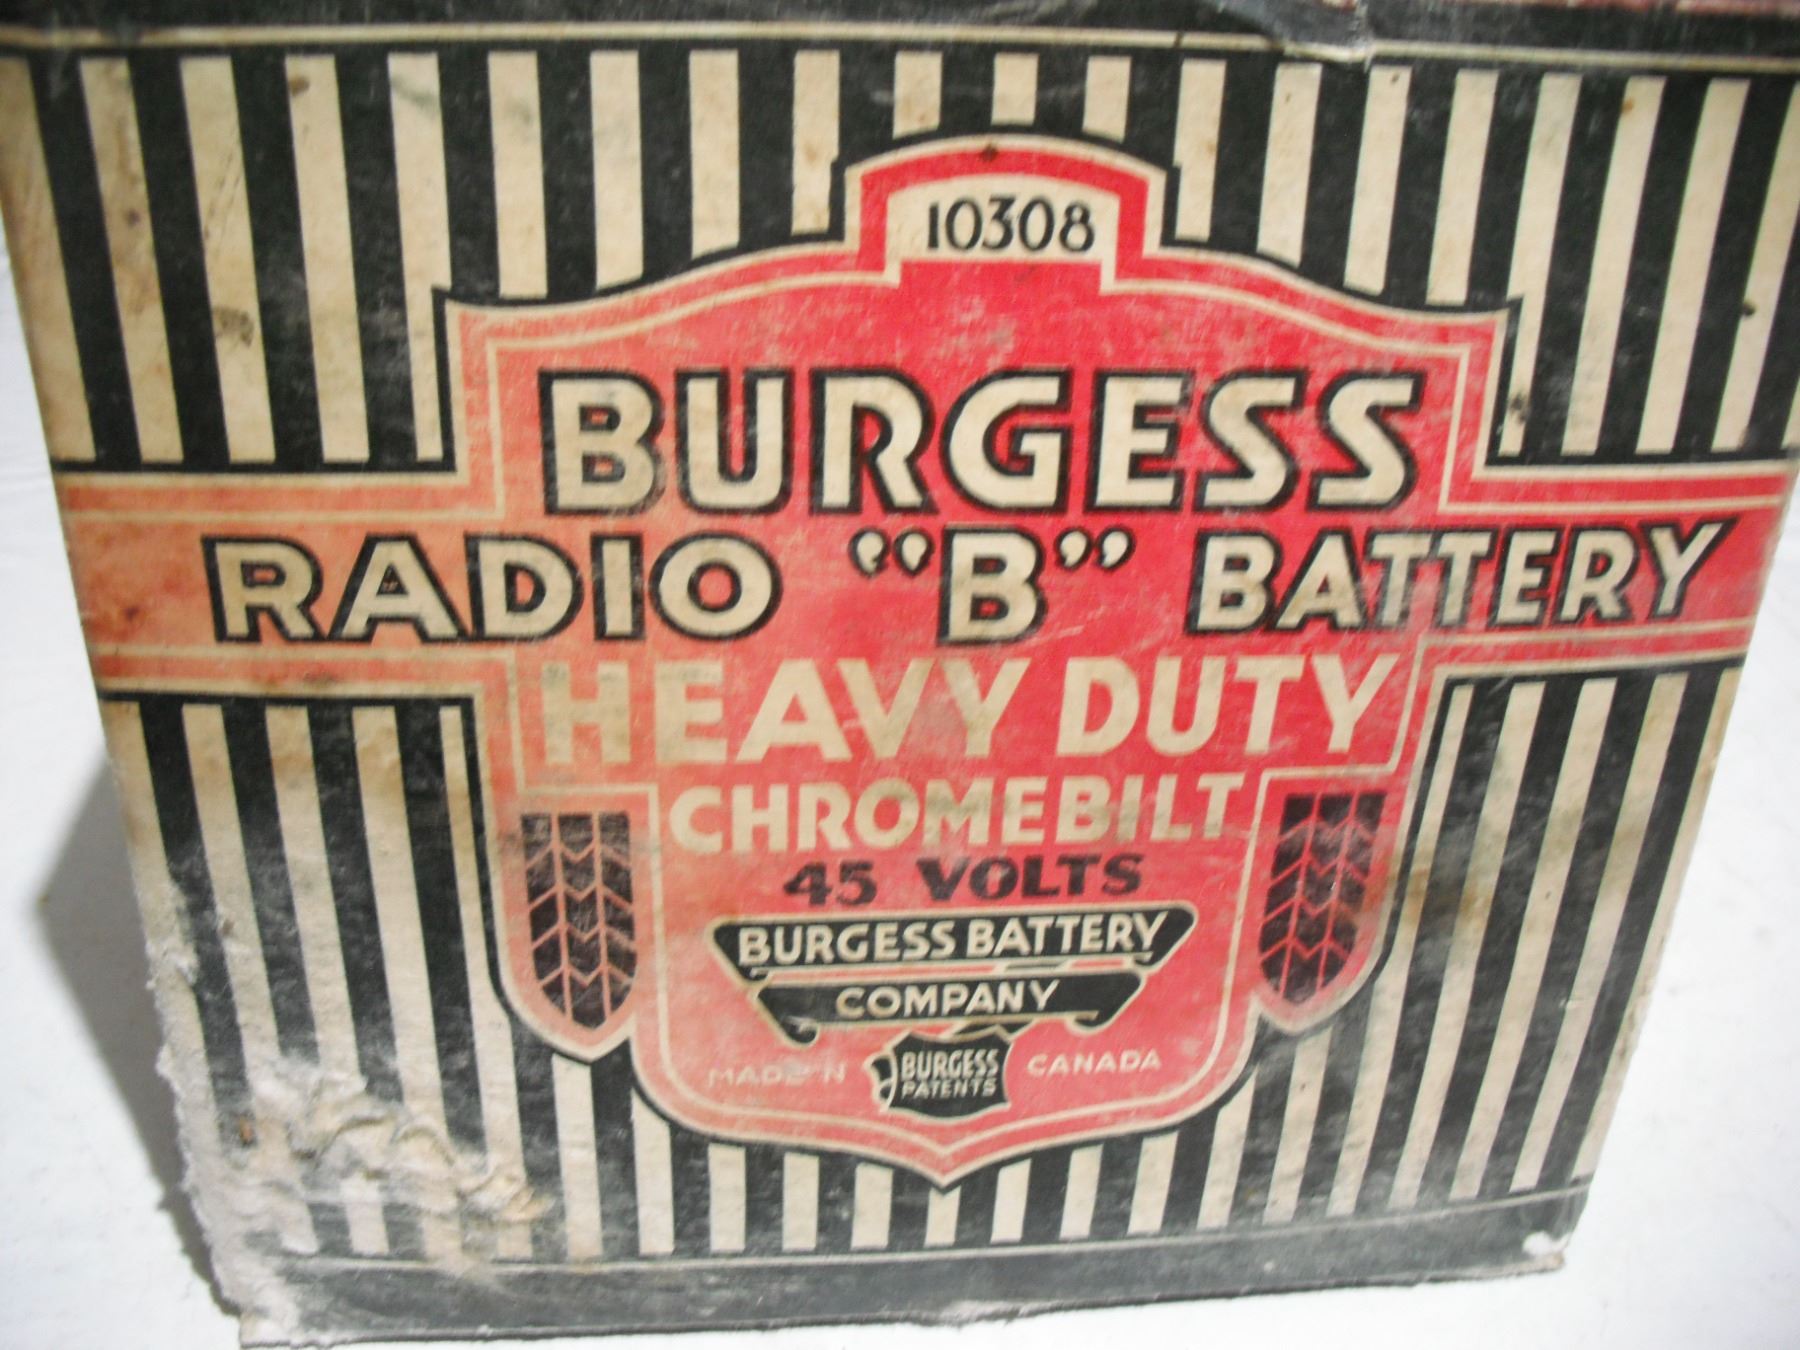 10308
BURGESS
RADIO "B" BATTERY
HEAVY DUTY
CHROMEBILT
45 VOLTS
BURGESS BATTERY
COMPANY
MADE IN CANADA
BURGESS
PATENTS